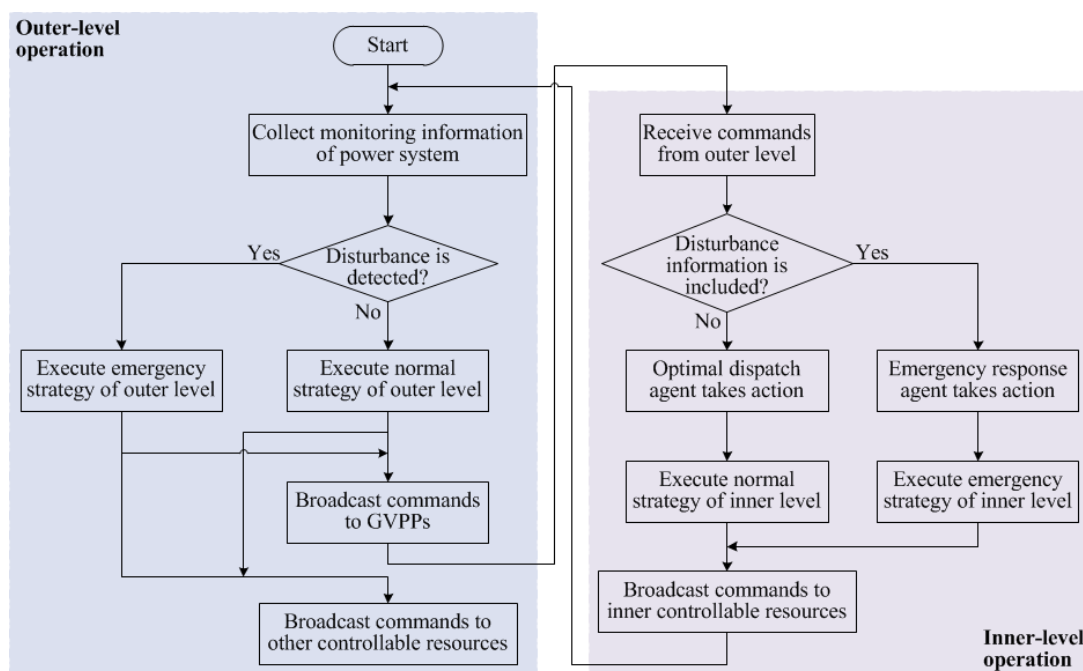 Outer-level
operation
Start
Collect monitoring information
of power system
Yes
Disturbance is
detected?
No
Execute emergency
strategy of outer level
Execute normal
strategy of outer level
Broadcast commands
to GVPPs
Broadcast commands to
other controllable resources
Receive commands
from outer level
Disturbance
information is
included?
Yes
No
Optimal dispatch
agent takes action
Emergency response
agent takes action
Execute normal
strategy of inner level
Execute emergency
strategy of inner level
Broadcast commands to
inner controllable resources
Inner-level
operation